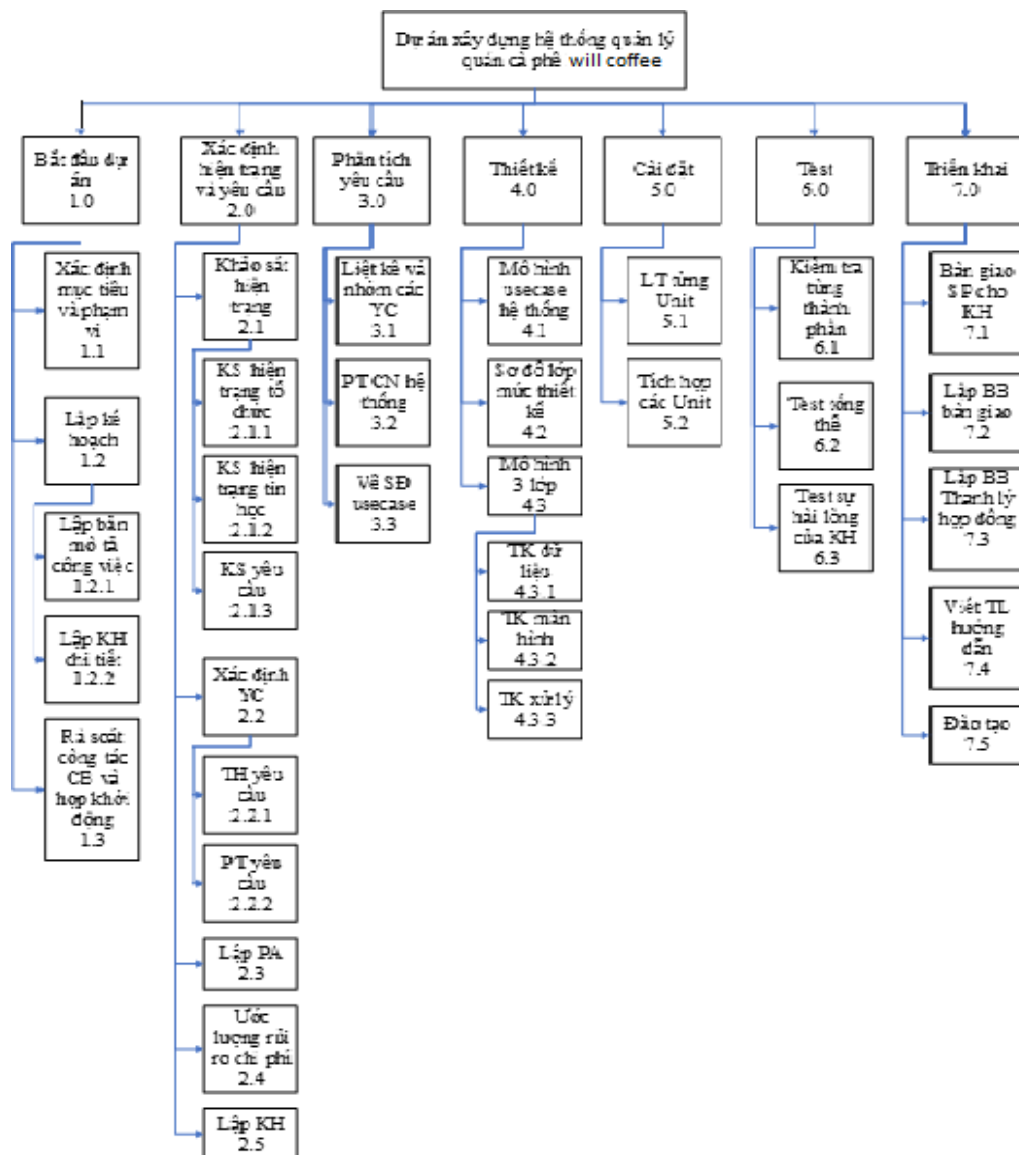 Dự án xây dựng hệ thống quản lý
quán cà phê will coffee
Bắt đầu dự
án
1.0
Xác định
hiện trạng
và yêu cầu
2.0
Phân tích
yêu cầu
3.0
Thiết kế
4.0
Cài đặt
5.0
Test
6.0
Triển khai
7.0
Xác định
mục tiêu
và phạm
vi
1.1
Lập kế
hoạch
1.2
Lập bản
mô tả
công việc
1.2.1
Lập KH
chi tiết
1.2.2
Rà soát
công tác
CB và
họp khởi
động
1.3
Khảo sát
hiện
trạng
2.1
KS hiện
trạng tổ
chức
2.1.1
KS hiện
trạng tin
học
2.1.2
KS yêu
cầu
2.1.3
Xác định
YC
2.2
TH yêu
cầu
2.2.1
PT yêu
cầu
2.2.2
Lập PA
2.3
Ước
lượng rủi
ro chi phí
2.4
Lập KH
2.5
Liệt kê và
nhóm các
YC
3.1
PT CN hệ
thống
3.2
Vẽ SĐ
usecase
3.3
Mô hình
usecase
hệ thống
4.1
Sơ đồ lớp
mức thiết
kế
4.2
Mô hình
3 lớp
4.3
TK dữ
liệu
4.3.1
TK màn
hình
4.3.2
TK xử lý
4.3.3
LT từng
Unit
5.1
Tích hợp
các Unit
5.2
Kiểm tra
từng
thành
phần
6.1
Test tổng
thể
6.2
Test sự
hài lòng
của KH
6.3
Bàn giao
SP cho
KH
7.1
Lập BB
bàn giao
7.2
Lập BB
Thanh lý
hợp đồng
7.3
Viết TL
hướng
dẫn
7.4
Đào tạo
7.5